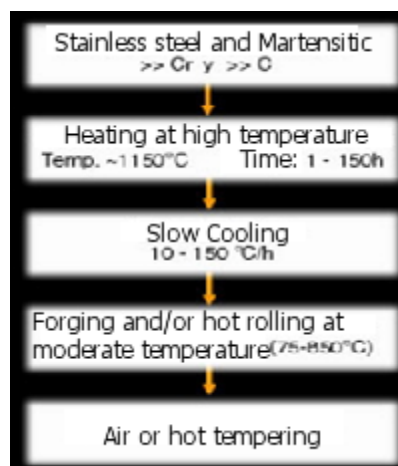 Stainless steel and Martensitic
>> Cr y >> C
Heating at high temperature
Temp. ~1150°C Time: 1 - 150h
Slow Cooling
10 - 150 °C/h
Forging and/or hot rolling at
moderate temperature(75-850°C)
Air or hot tempering